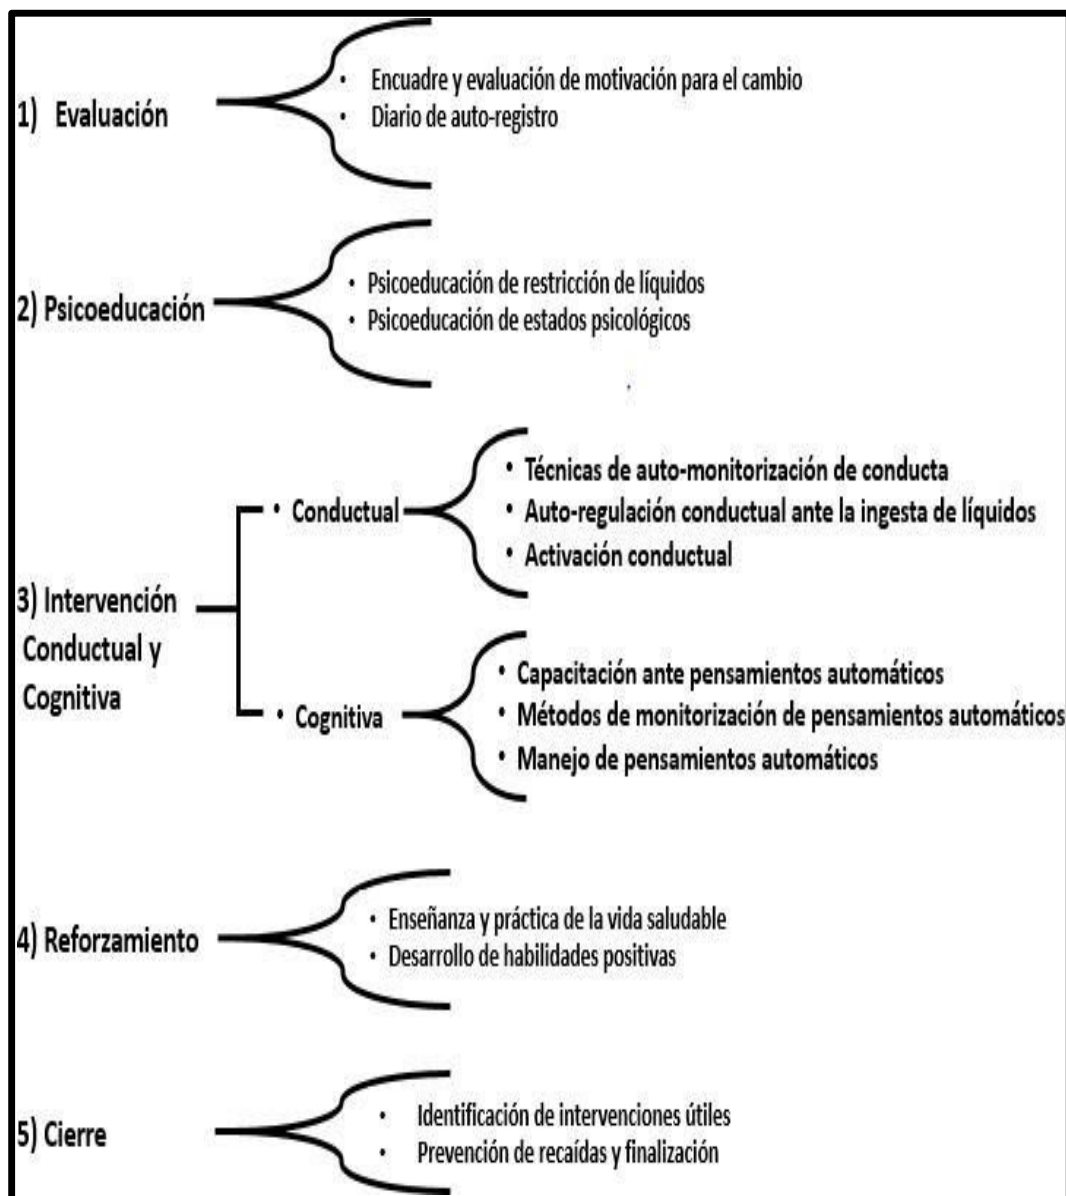 1) Evaluación
• Encuadre y evaluación de motivación para el cambio
• Diario de auto-registro
2) Psicoeducación
• Psicoeducación de restricción de líquidos
• Psicoeducación de estados psicológicos
3) Intervención
Conductual y
Cognitiva
• Conductual
• Técnicas de auto-monitorización de conducta
• Auto-regulación conductual ante la ingesta de líquidos
• Activación conductual
• Cognitiva
• Capacitación ante pensamientos automáticos
• Métodos de monitorización de pensamientos automáticos
• Manejo de pensamientos automáticos
4) Reforzamiento
• Enseñanza y práctica de la vida saludable
• Desarrollo de habilidades positivas
5) Cierre
• Identificación de intervenciones útiles
• Prevención de recaídas y finalización